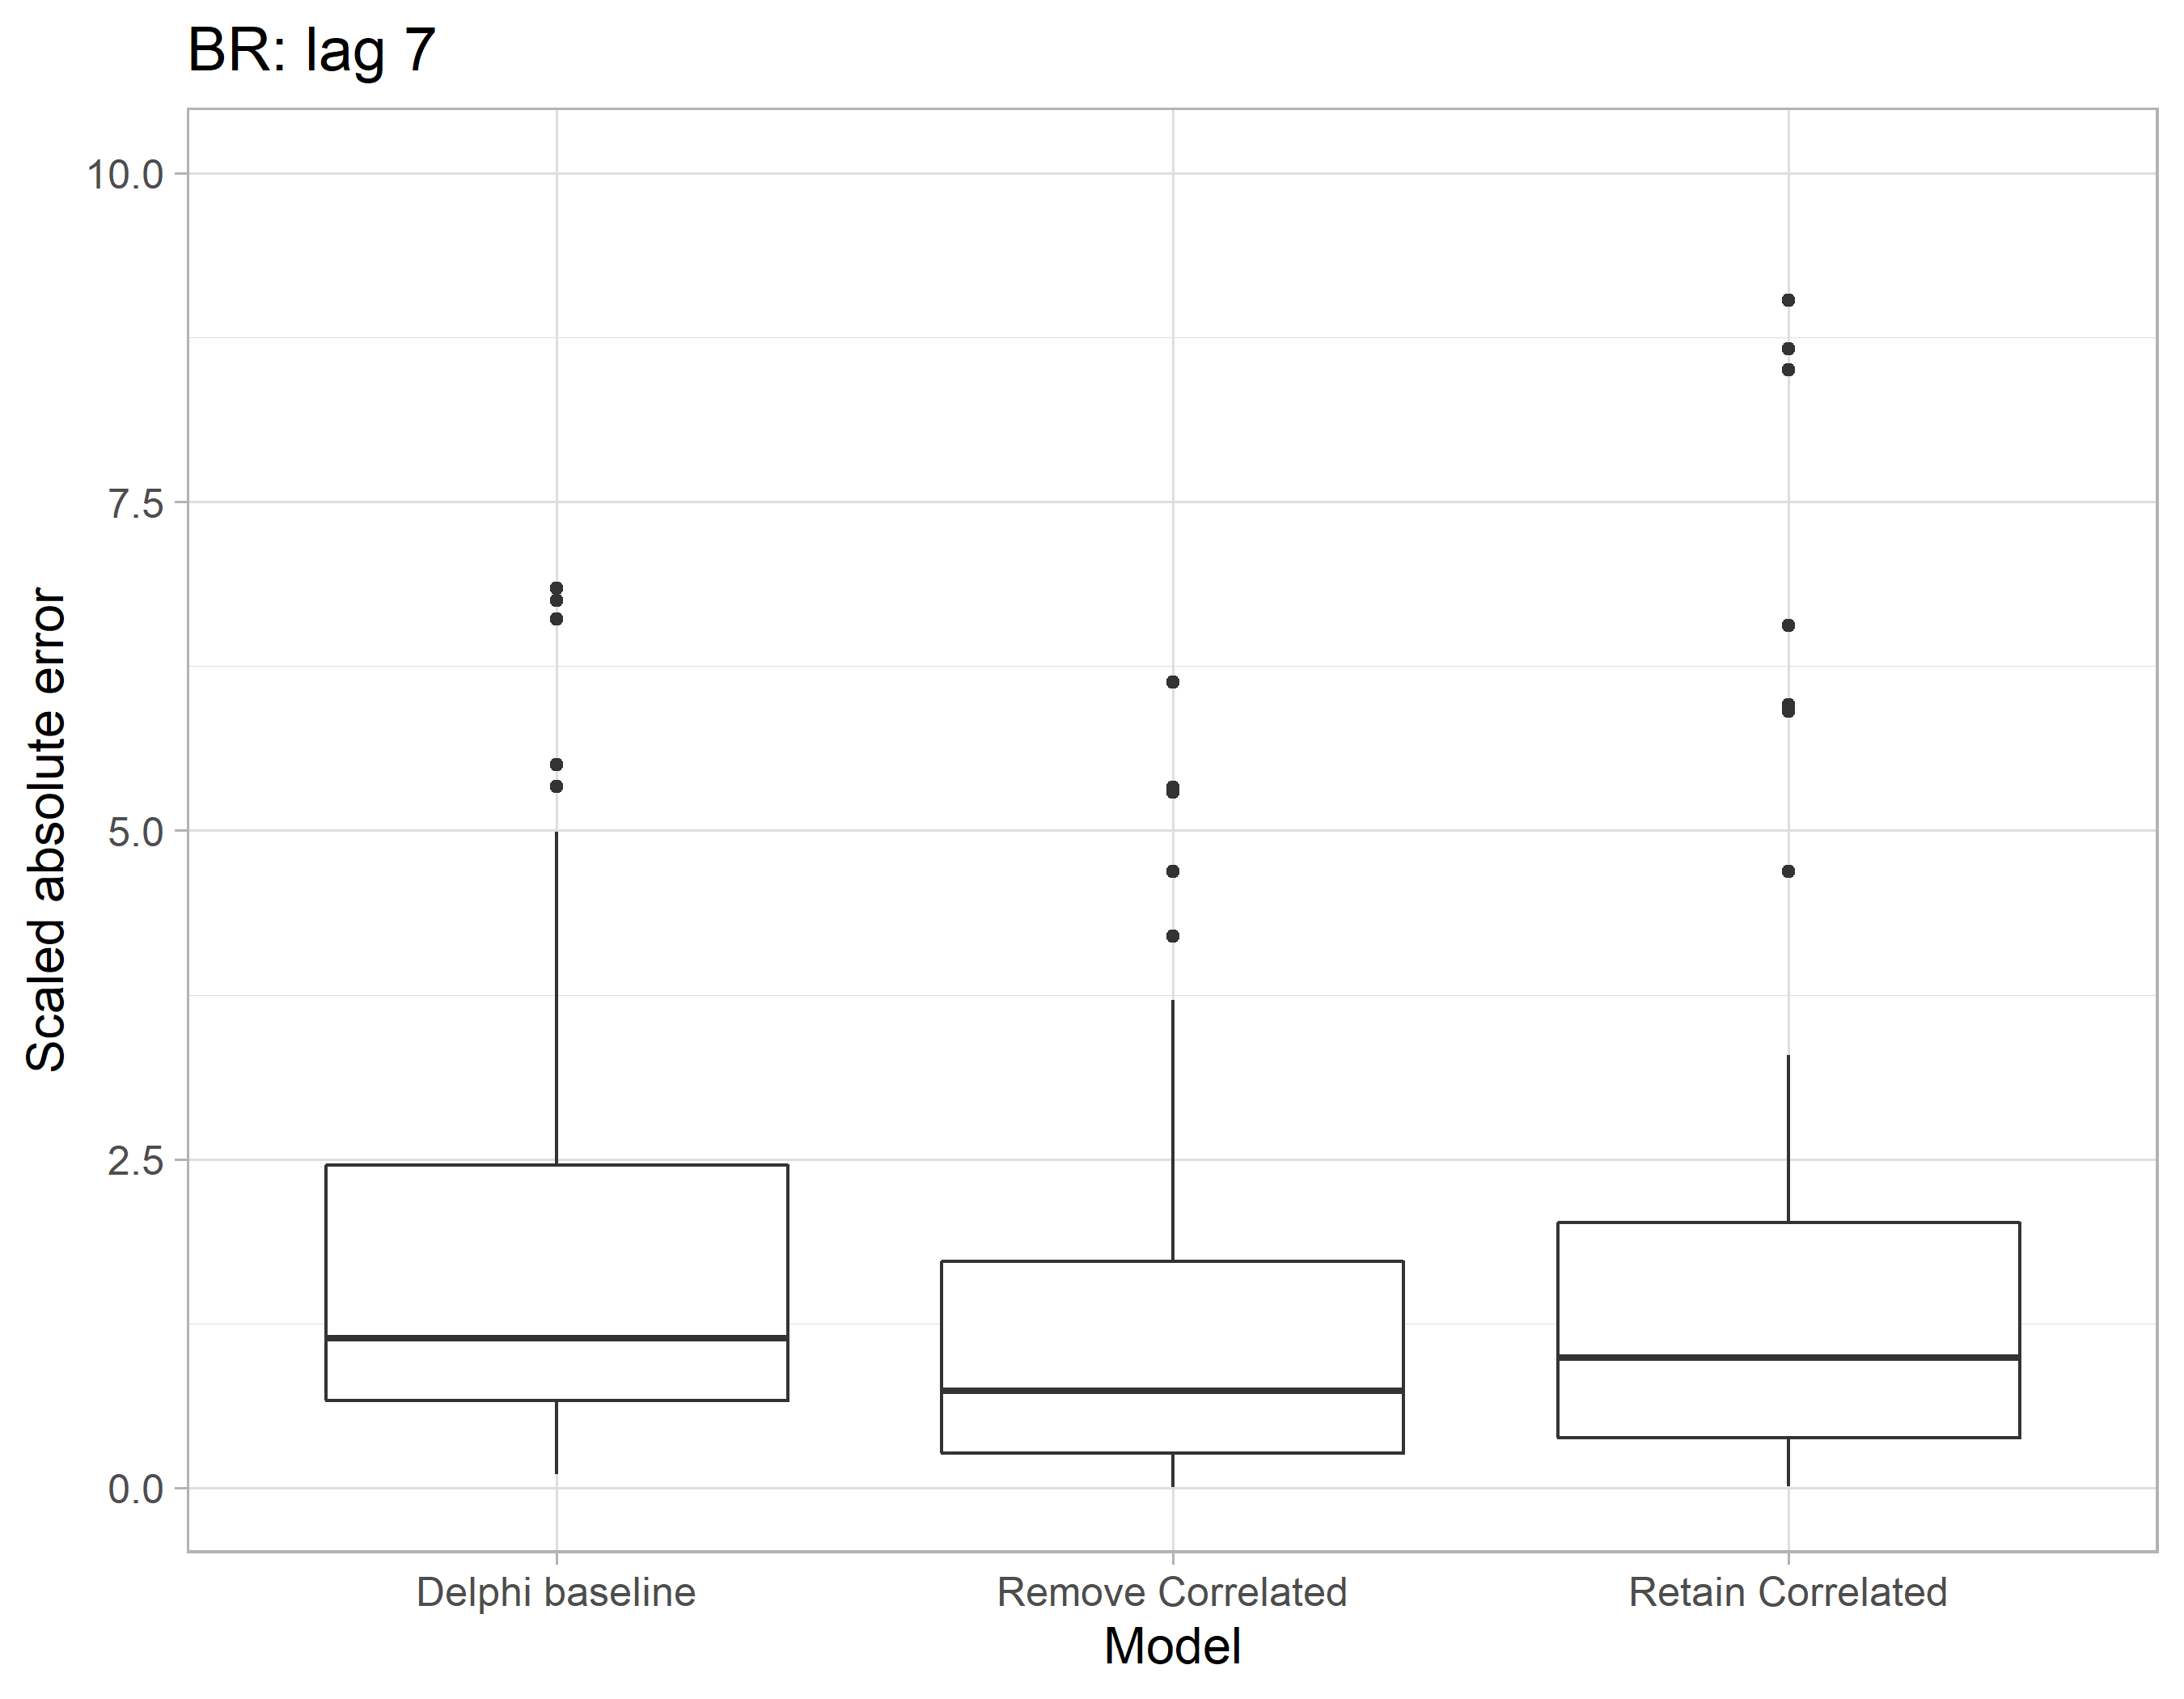 BR: lag 7
10.0
7.5
5.0
2.5
0.0
Scaled absolute error
Delphi baseline
Remove Correlated
Retain Correlated
Model